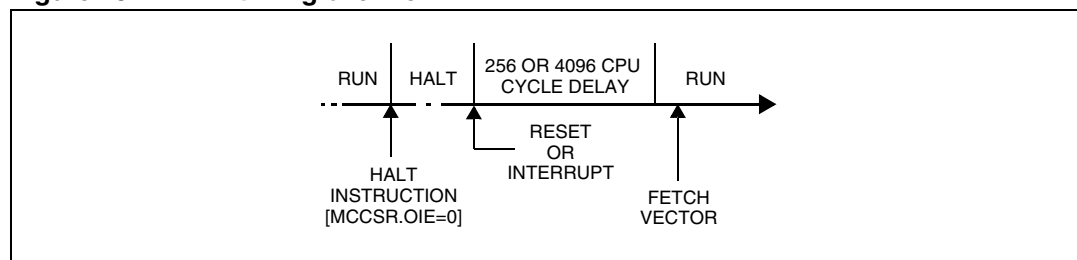 RUN
HALT
256 OR 4096 CPU
CYCLE DELAY
RUN
RESET
OR
INTERRUPT
HALT
INSTRUCTION
[MCCSR.OIE=0]
FETCH
VECTOR